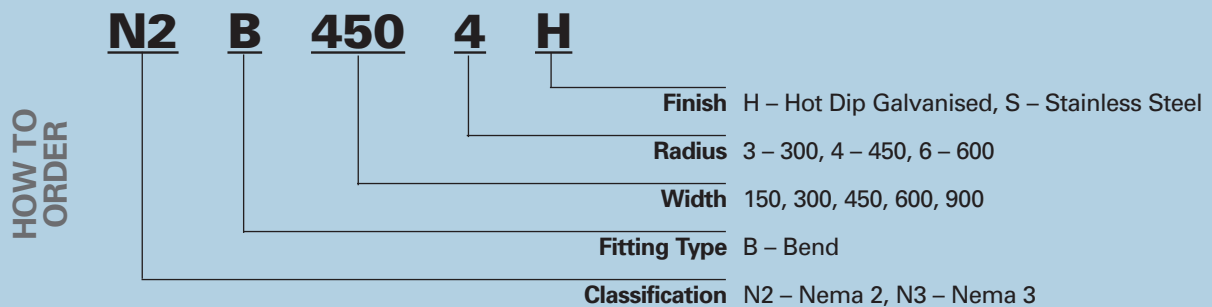 N2 B 450 4 H
HOW TO
ORDER
Finish H – Hot Dip Galvanised, S – Stainless Steel
Radius 3 – 300, 4 – 450, 6 – 600
Width 150, 300, 450, 600, 900
Fitting Type B – Bend
Classification N2 – Nema 2, N3 – Nema 3